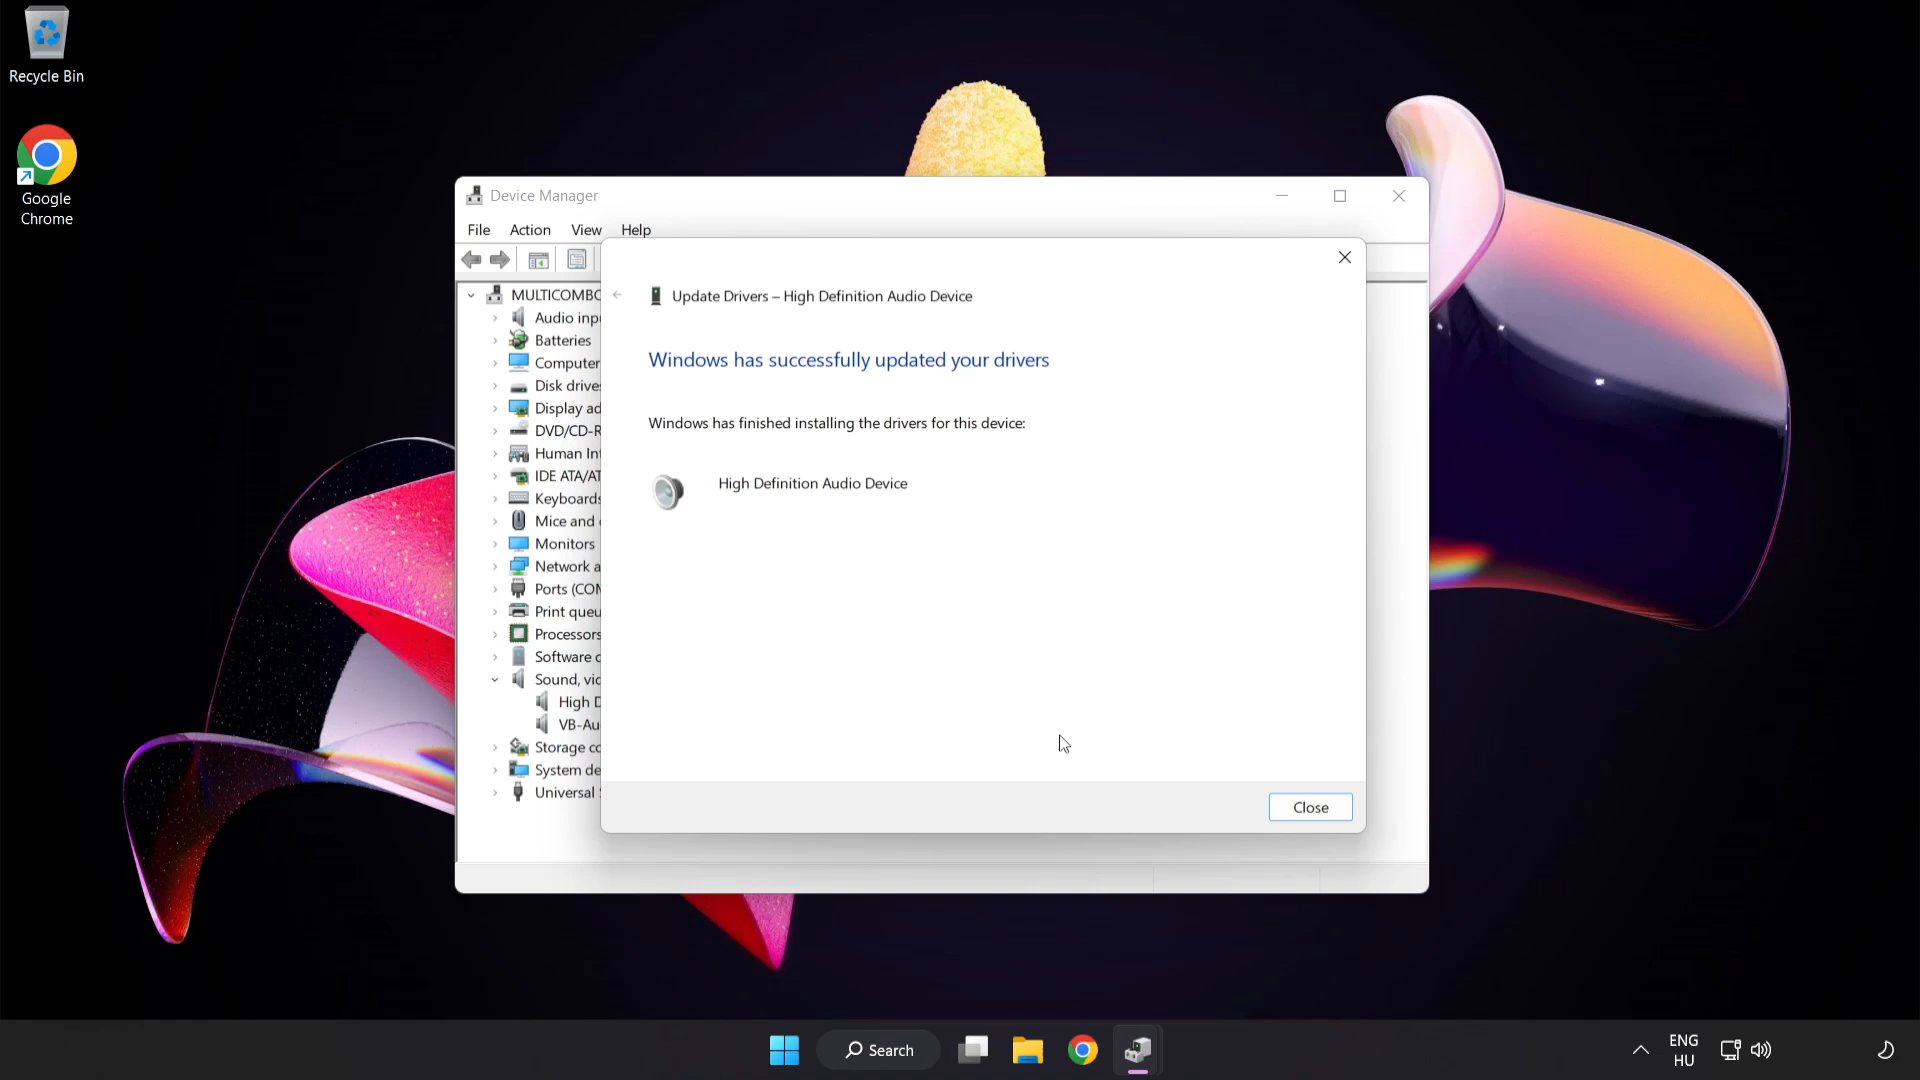 Recycle Bin
Google
Chrome
Device Manager
File Action View Help
Update Drivers – High Definition Audio Device
Windows has successfully updated your drivers
Windows has finished installing the drivers for this device:
High Definition Audio Device
Close
MULTICOMBO
Audio inp
Batteries
Computer
Disk drives
Display ad
DVD/CD-R
Human In
IDE ATA/AT
Keyboards
Mice and
Monitors
Network a
Ports (COM
Print queu
Processors
Software
Sound, vid
High D
VB-Au
Storage co
System de
Universal
Search
ENG
HU